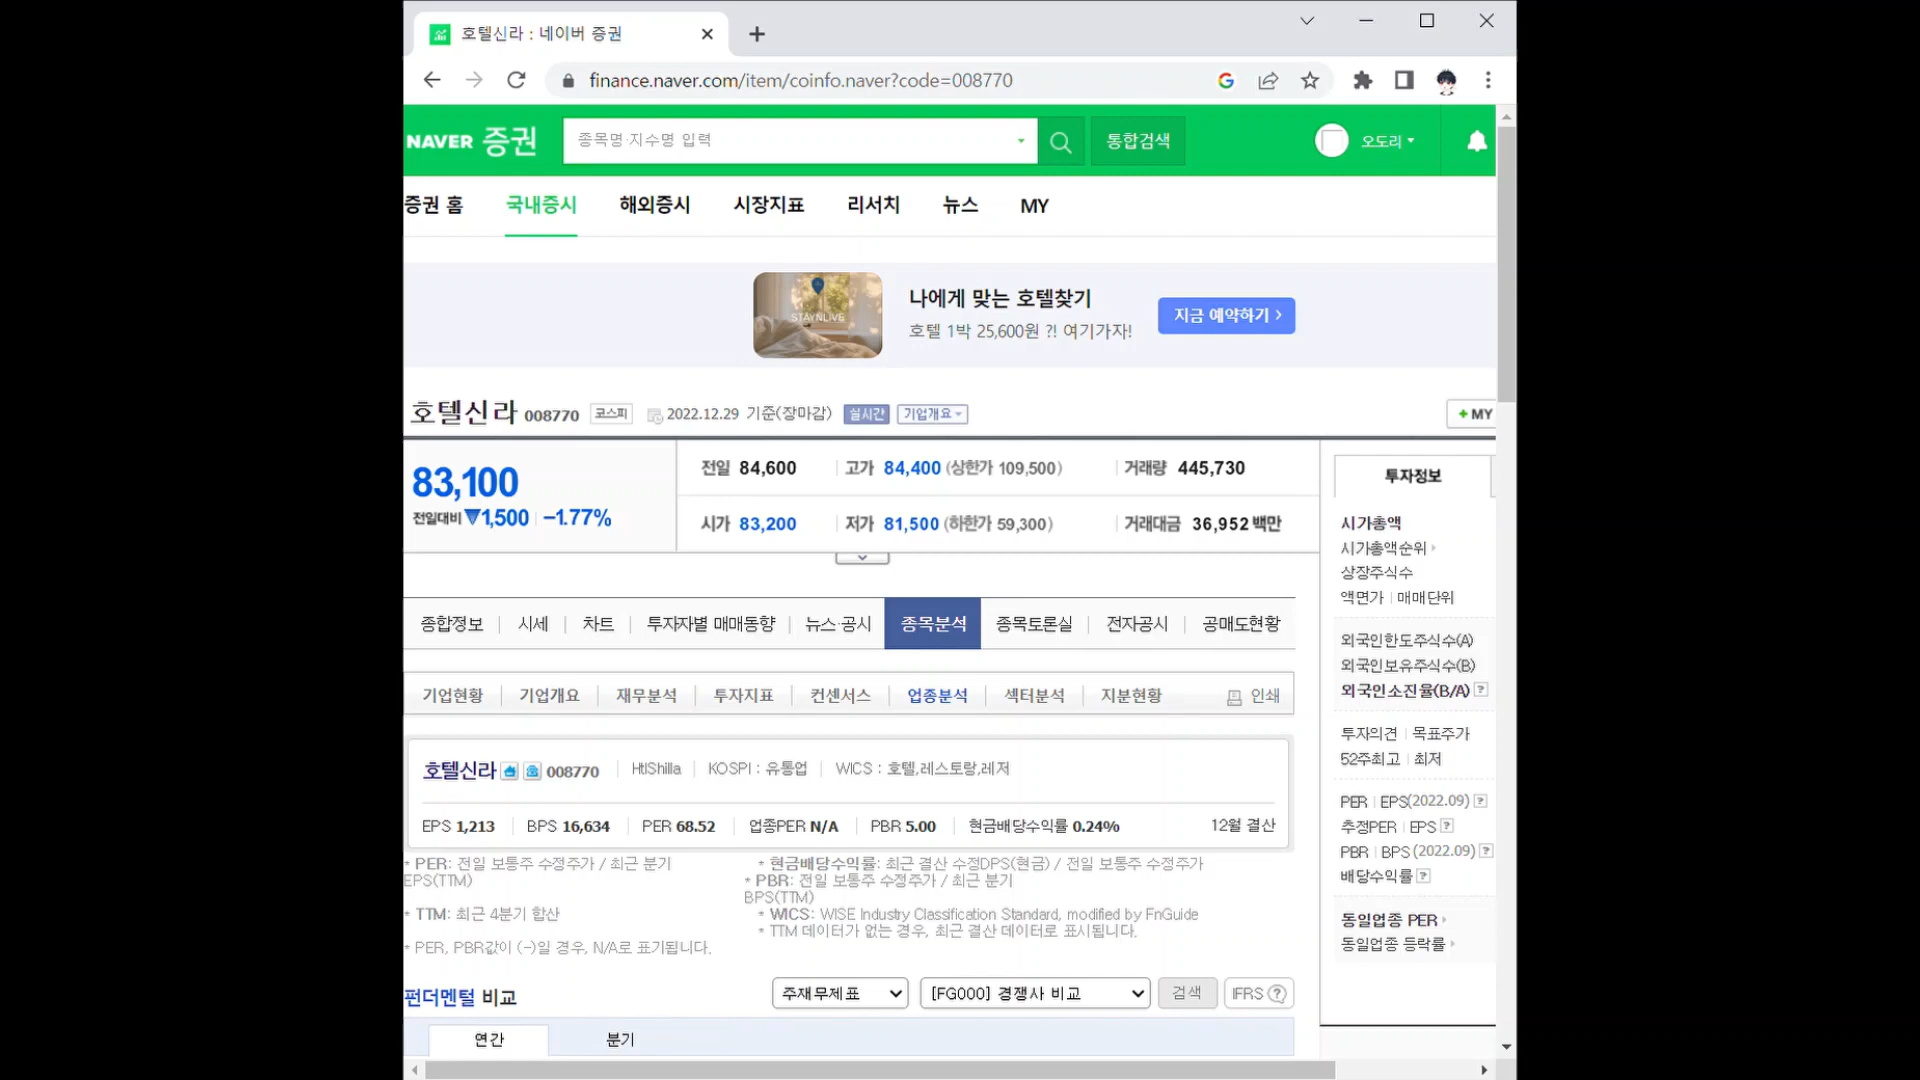 호텔신라 : 네이버 증권
finance.naver.com/item/coinfo.naver?code=008770
NAVER 증권 종목명·지수명 입력 통합검색 오도리
증권 홈 국내증시 해외증시 시장지표 리서치 뉴스 MY
STAYNLIVE
나에게 맞는 호텔찾기
호텔 1박 25,600원 ?! 여기가자!
지금 예약하기 >
호텔신라 008770 코스피 2022.12.29 기준(장마감) 실시간 기업개요 + MY
83,100
전일대비 ▼1,500 -1.77%
전일 84,600 고가 84,400 (상한가 109,500) 거래량 445,730
시가 83,200 저가 81,500 (하한가 59,300) 거래대금 36,952 백만
종합정보 시세 차트 투자자별 매매동향 뉴스·공시 종목분석 종목토론실 전자공시 공매도현황
기업현황 기업개요 재무분석 투자지표 컨센서스 업종분석 섹터분석 지분현황 인쇄
호텔신라 008770 HtlShilla KOSPI : 유통업 WICS : 호텔,레스토랑,레저
EPS 1,213 BPS 16,634 PER 68.52 업종PER N/A PBR 5.00 현금배당수익률 0.24% 12월 결산
* PER: 전일 보통주 수정주가 / 최근 분기
EPS(TTM)
* TTM: 최근 4분기 합산
* PER, PBR값이 (-)일 경우, N/A로 표기됩니다.
* 현금배당수익률: 최근 결산 수정DPS(현금) / 전일 보통주 수정주가
* PBR: 전일 보통주 수정주가 / 최근 분기
BPS(TTM)
* WICS: WISE Industry Classification Standard, modified by FnGuide
* TTM 데이터가 없는 경우, 최근 결산 데이터로 표시됩니다.
펀더멘털 비교 주재무제표 [FG000] 경쟁사 비교 검색 IFRS ?
연간 분기
투자정보
시가총액
시가총액순위
상장주식수
액면가 매매단위
외국인한도주식수(A)
외국인보유주식수(B)
외국인소진율(B/A) ?
투자의견 목표주가
52주최고 최저
PER EPS(2022.09) ?
추정PER EPS ?
PBR BPS (2022.09) ?
배당수익률 ?
동일업종 PER
동일업종 등락률